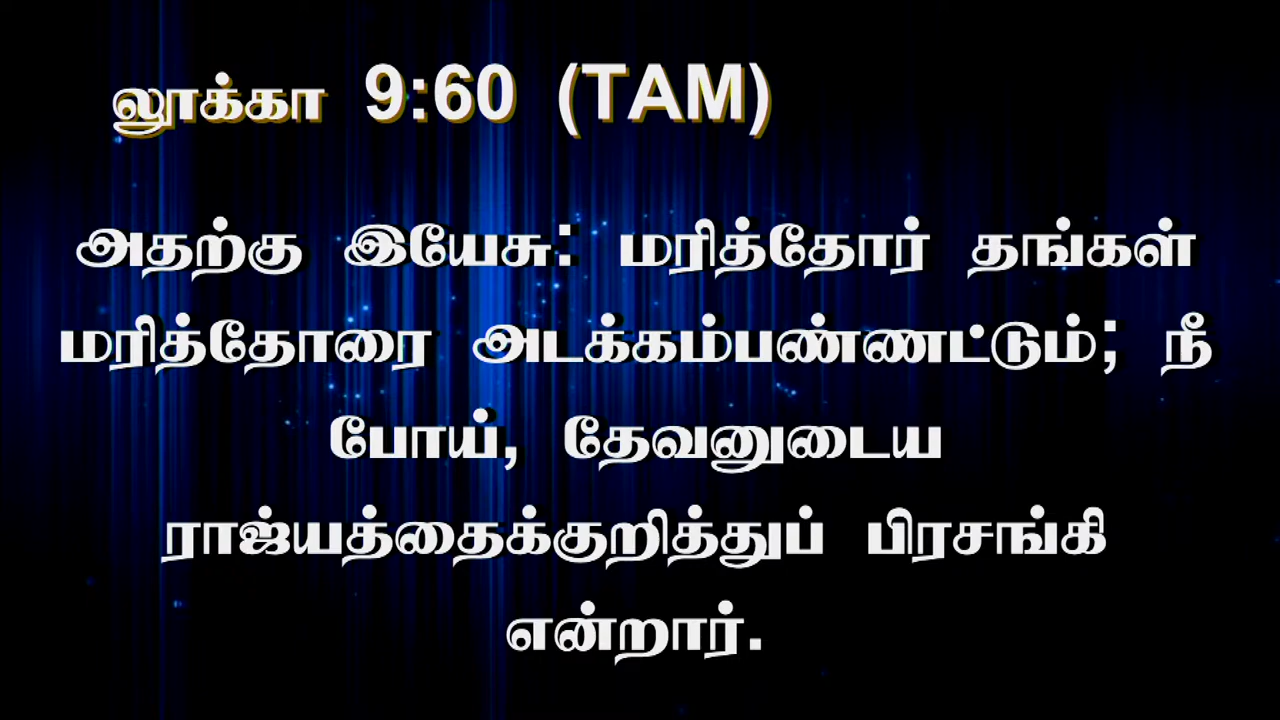 லூக்கா 9:60 (TAM)
அதற்கு இயேசு: மரித்தோர் தங்கள்
மரித்தோரை அடக்கம்பண்ணட்டும்; நீ
போய், தேவனுடைய
ராஜ்யத்தைக்குறித்துப் பிரசங்கி
என்றார்.